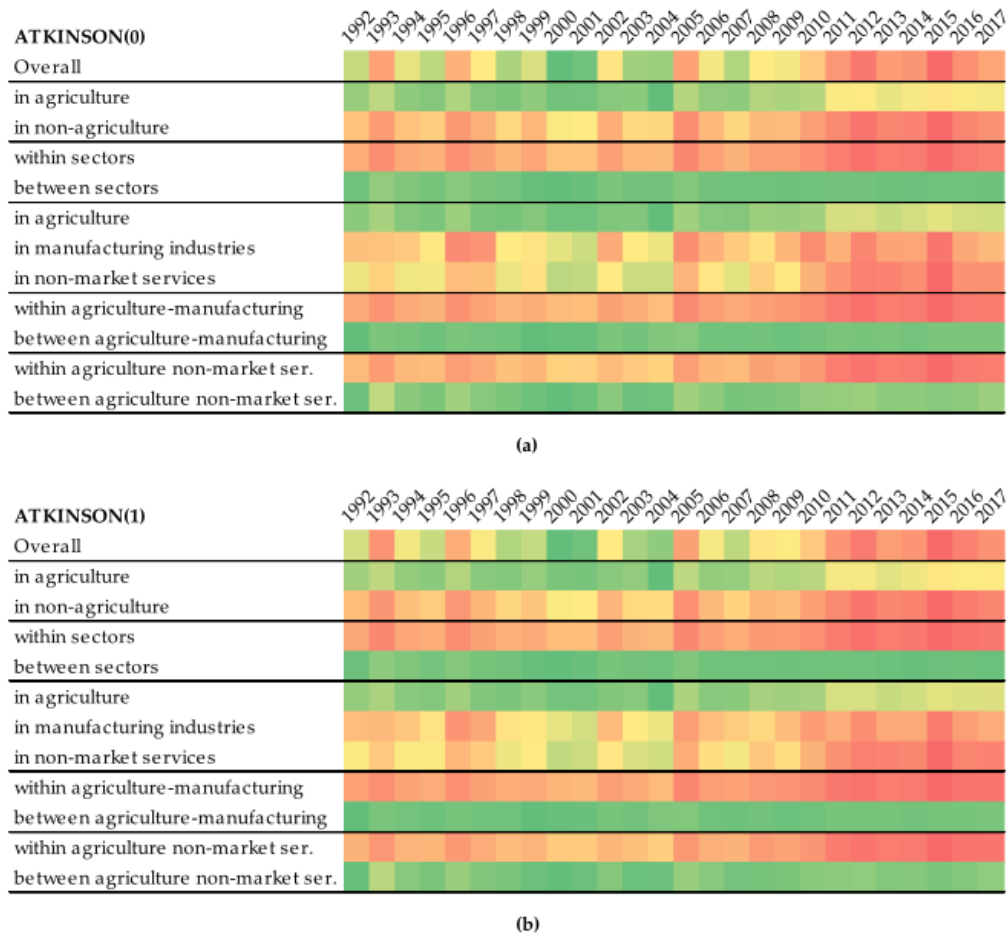 1992 1993 1994 1995 1996 1997 1998 1999 2000 2001 2002 2003 2004 2005 2006 2007 2008 2009 2010 2011 2012 2013 2014 2015 2016 2017
ATKINSON(0)
Overall
in agriculture
in non-agriculture
within sectors
between sectors
in agriculture
in manufacturing industries
in non-market services
within agriculture-manufacturing
between agriculture-manufacturing
within agriculture non-market ser.
between agriculture non-market ser.
(a)
1992 1993 1994 1995 1996 1997 1998 1999 2000 2001 2002 2003 2004 2005 2006 2007 2008 2009 2010 2011 2012 2013 2014 2015 2016 2017
ATKINSON(1)
Overall
in agriculture
in non-agriculture
within sectors
between sectors
in agriculture
in manufacturing industries
in non-market services
within agriculture-manufacturing
between agriculture-manufacturing
within agriculture non-market ser.
between agriculture non-market ser.
(b)